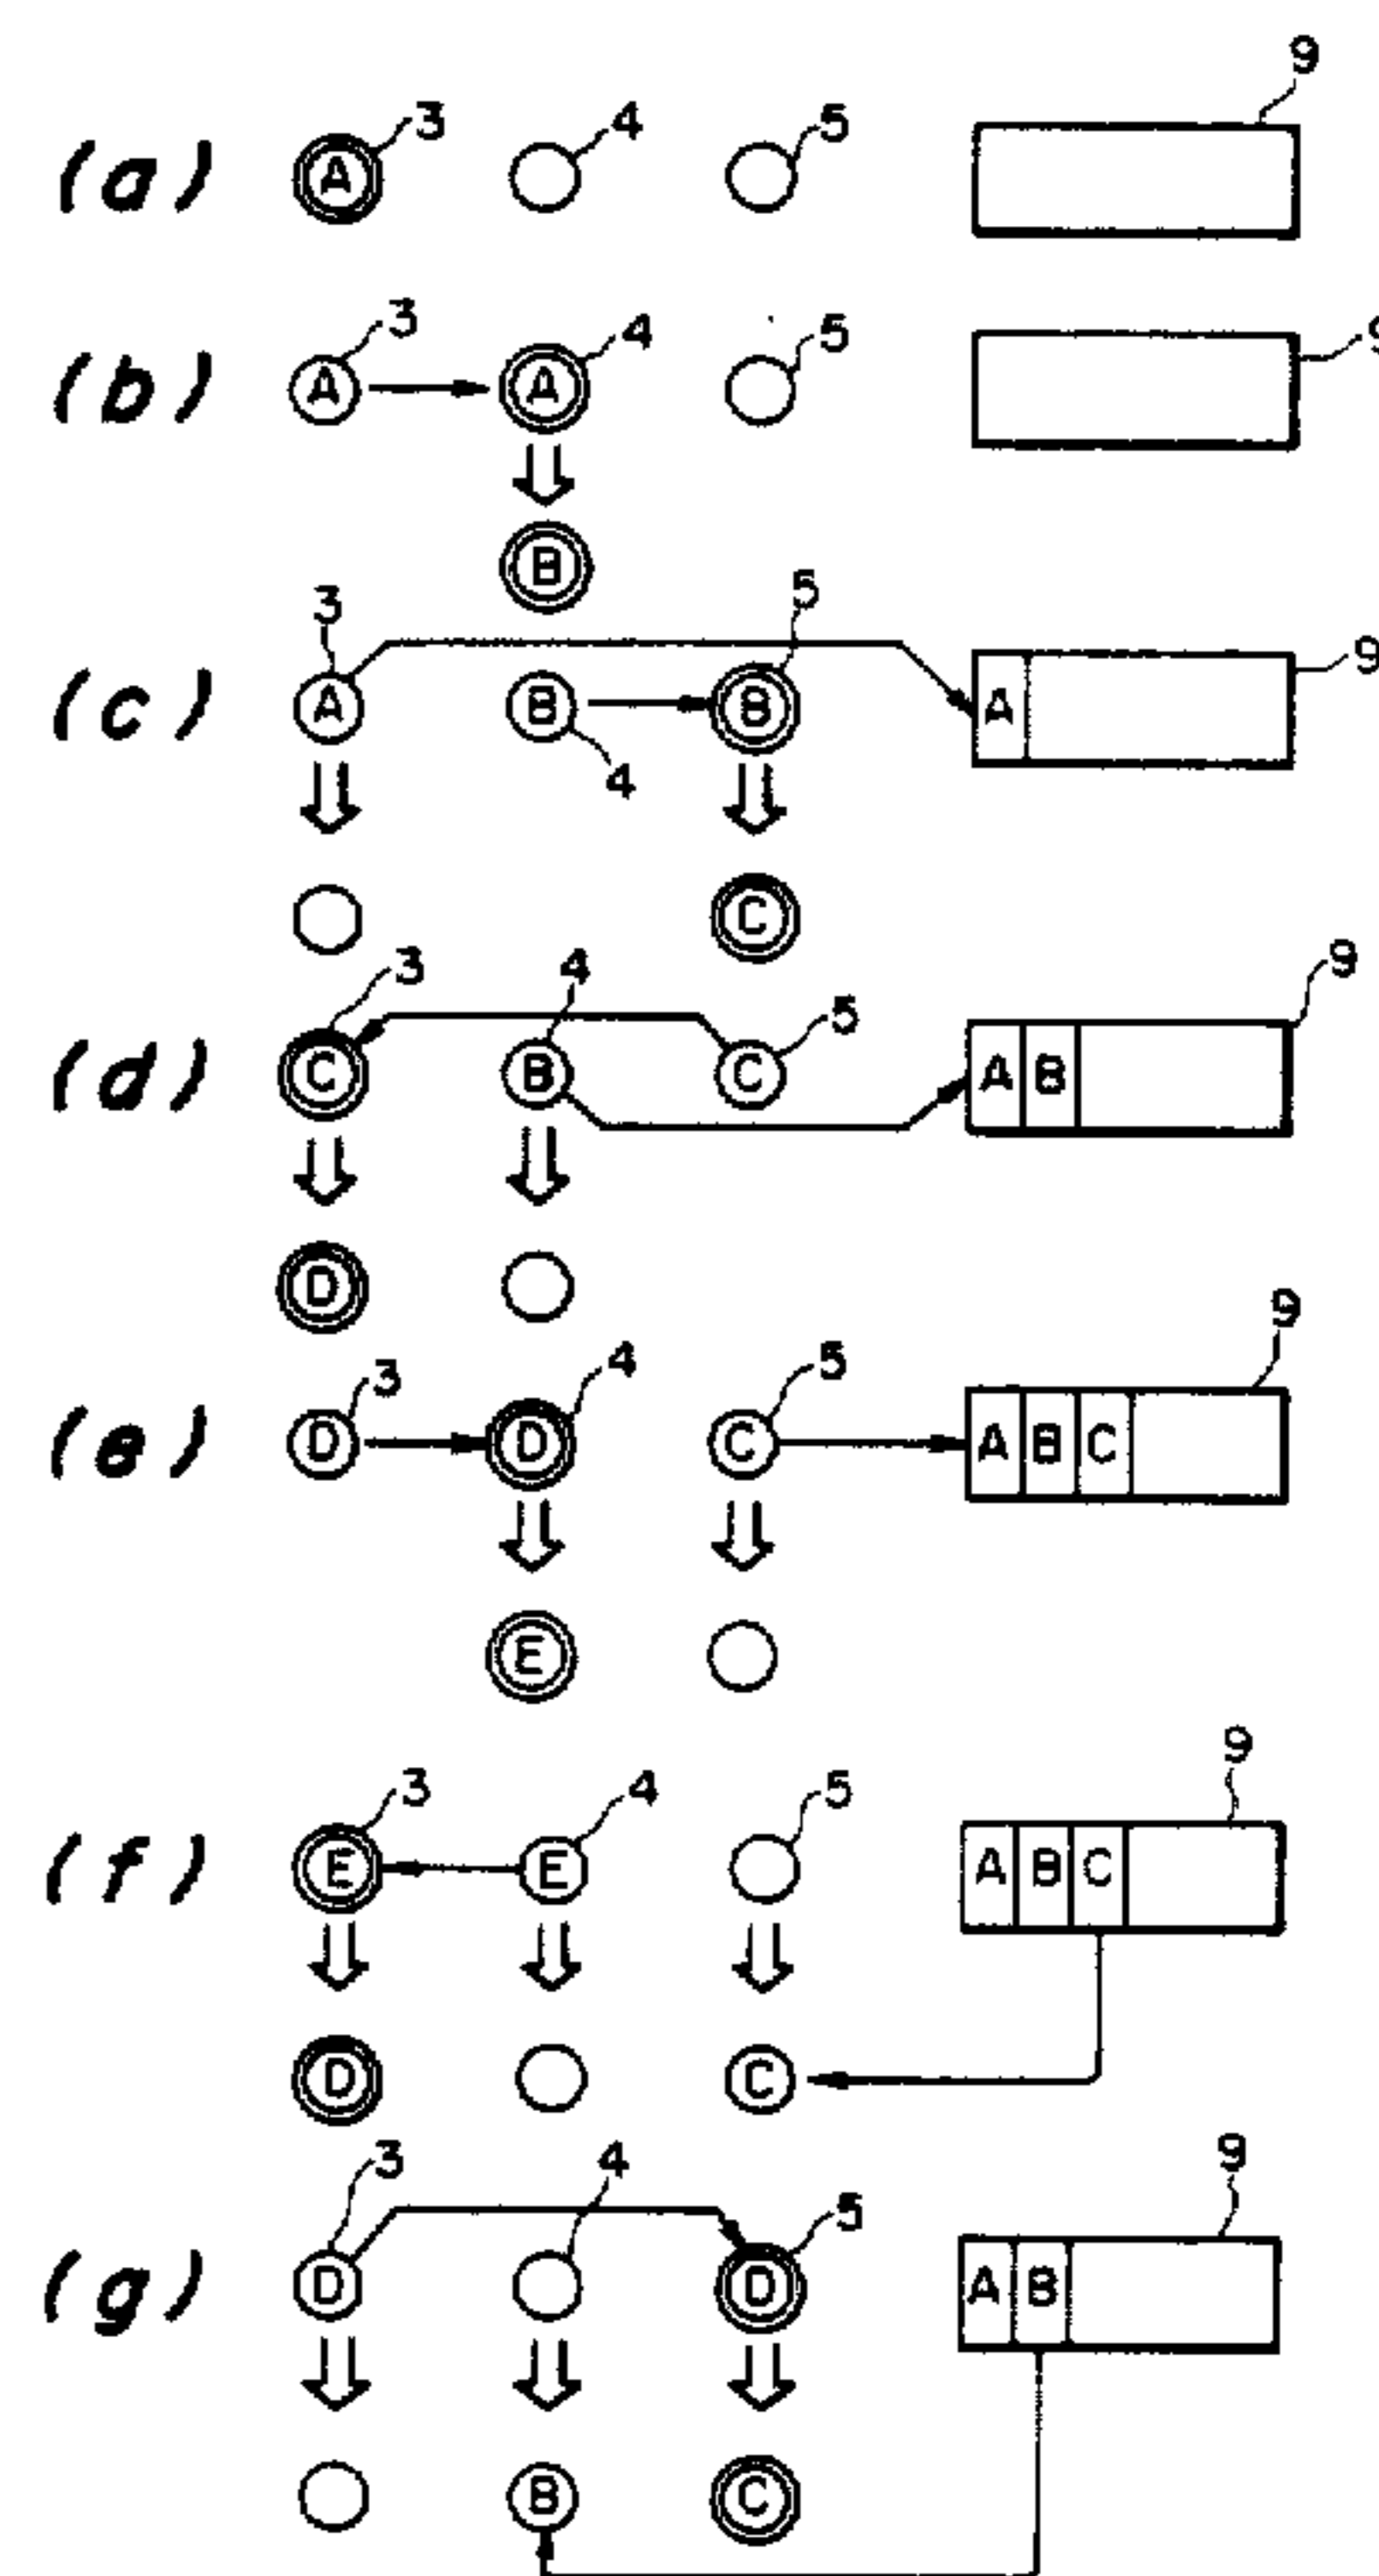 9
(a) A 3 4 5
(b) A 3 A 4 5 9
B
3 5
(c) A B B A 9
4
C
3 4 5 9
(d) C B C A B
D
3 4 5 9
(e) D D C A B C
E
3 4 5 9
(f) E E A B C
D C
3 4 5 9
(g) D D A B
B C